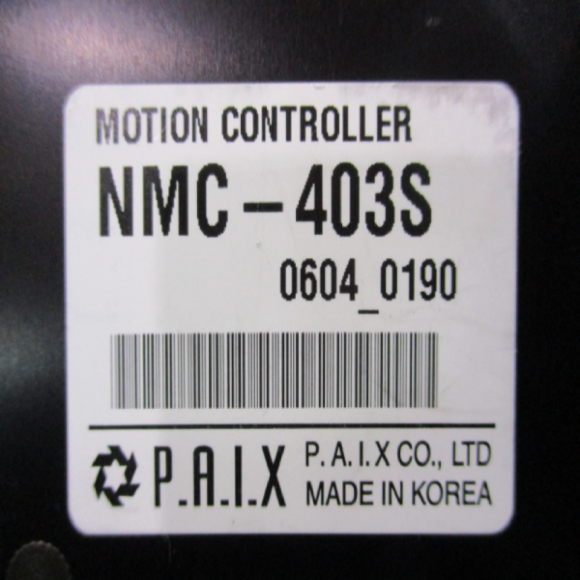 MOTION CONTROLLER
NMC-403S
0604_0190
P.A.I.X
P.A.I.X CO., LTD
MADE IN KOREA